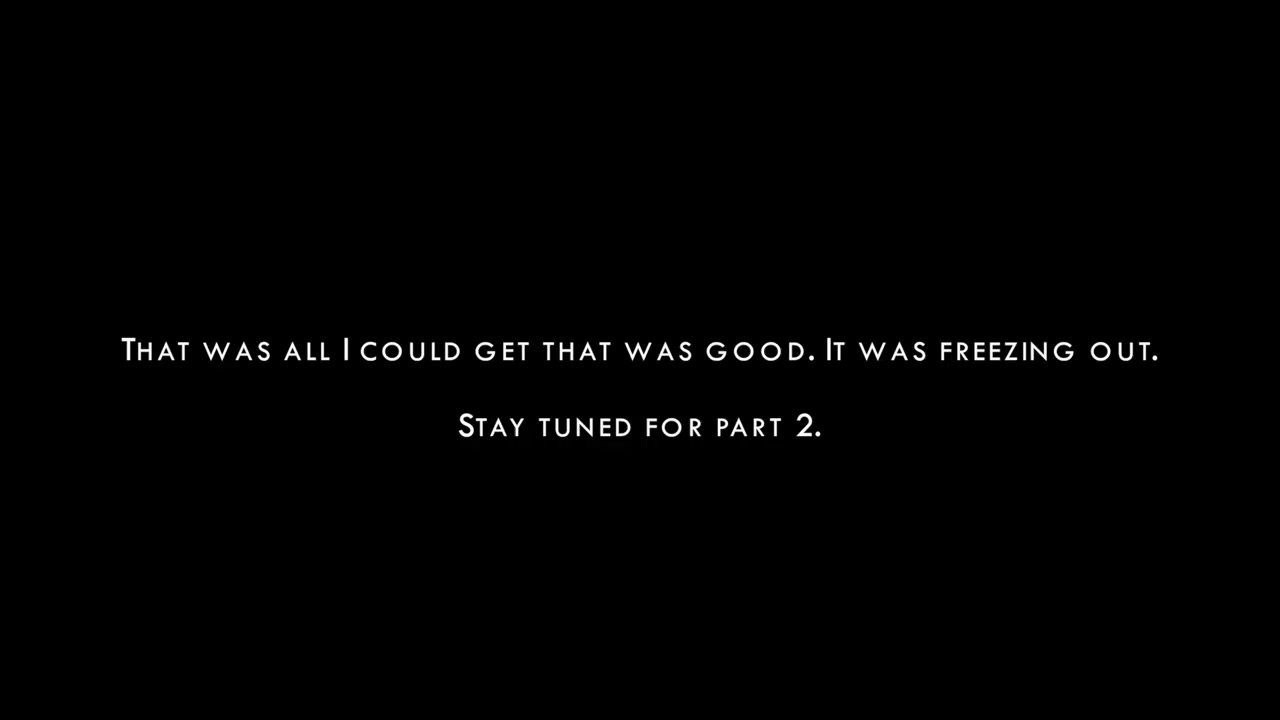 That was all I could get that was good. It was freezing out.
Stay tuned for part 2.